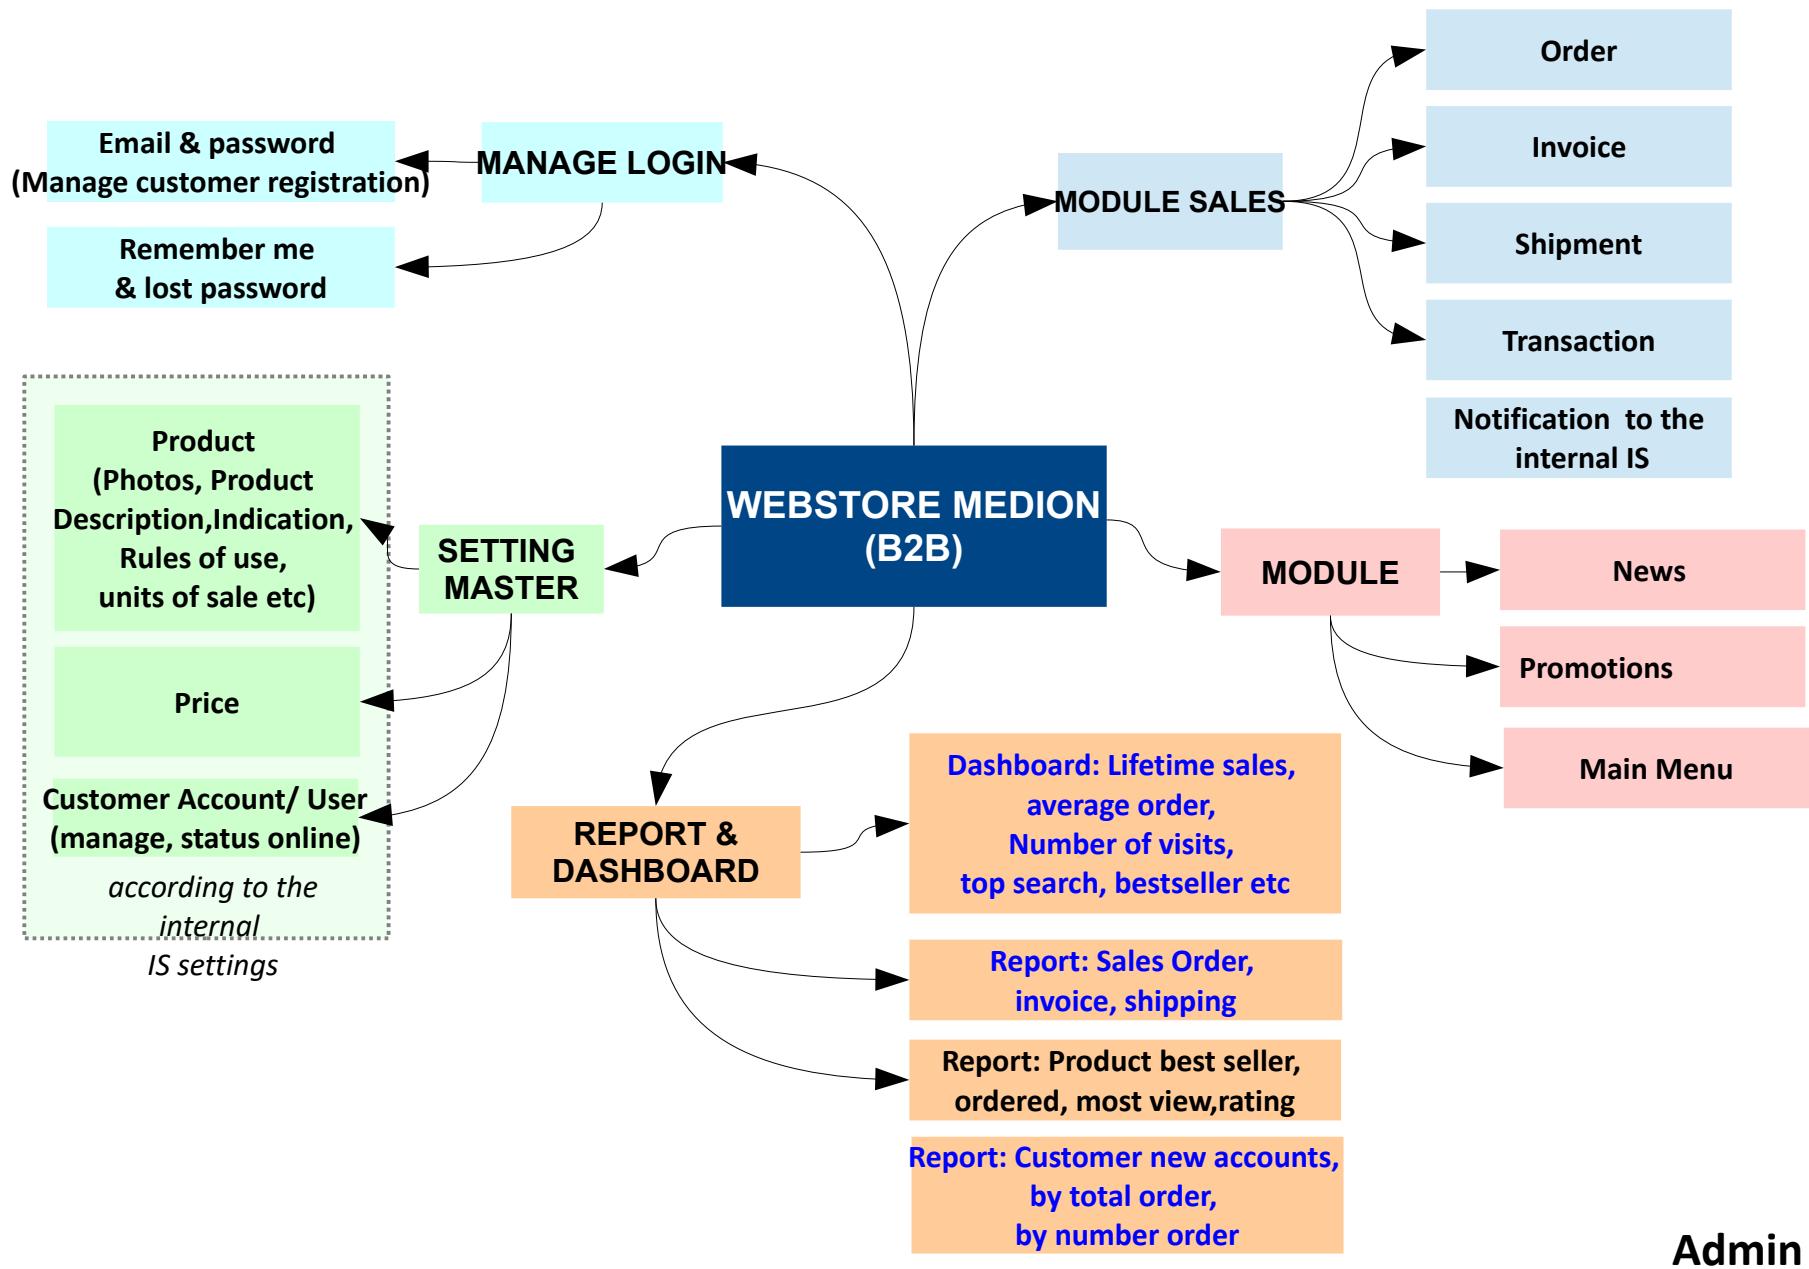 Email & password
(Manage customer registration)
MANAGE LOGIN
Remember me
& lost password
MODULE SALES
Order
Invoice
Shipment
Transaction
Notification  to the
internal IS
WEBSTORE MEDION
(B2B)
SETTING
MASTER
Product
(Photos, Product
Description,Indication,
Rules of use,
units of sale etc)
Price
Customer Account/ User
(manage, status online)
according to the
internal
IS settings
MODULE
News
Promotions
Main Menu
REPORT &
DASHBOARD
Dashboard: Lifetime sales,
average order,
Number of visits,
top search, bestseller etc
Report: Sales Order,
invoice, shipping
Report: Product best seller,
ordered, most view,rating
Report: Customer new accounts,
by total order,
by number order
Admin